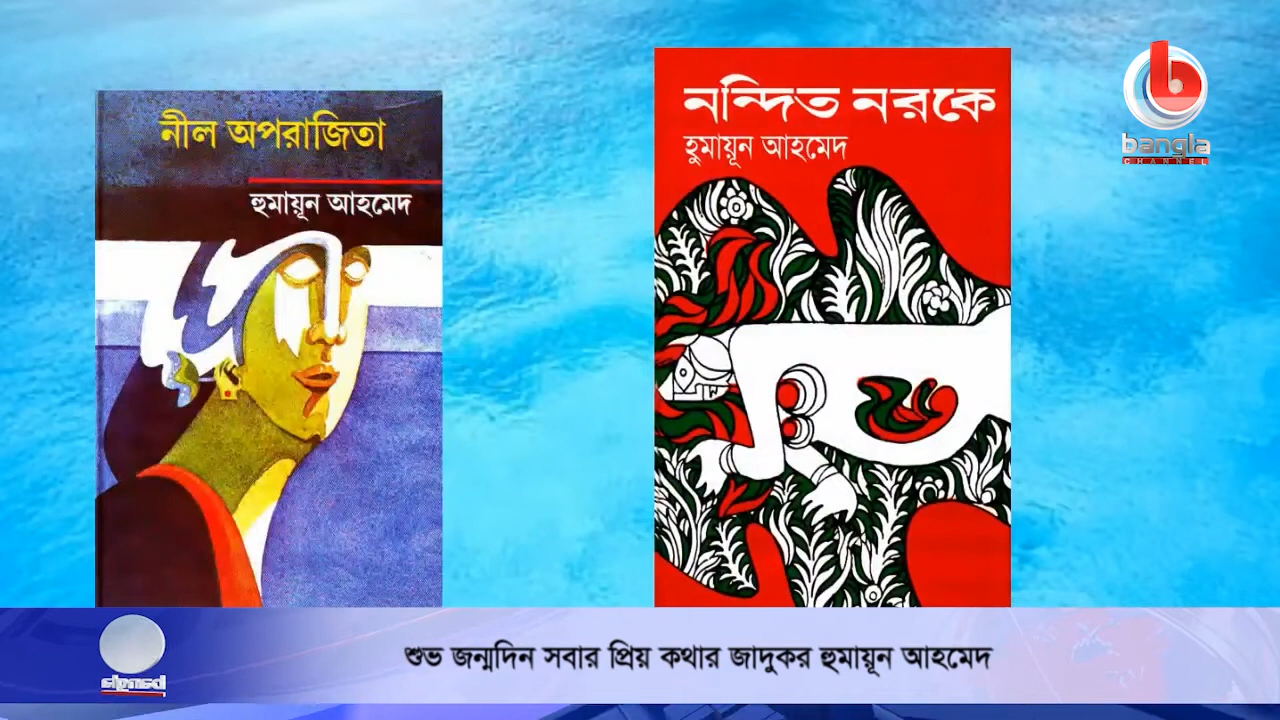 নীল অপরাজিতা
হুমায়ূন আহমেদ
নন্দিত নরকে
হুমায়ূন আহমেদ
b
bangla
CHANNEL
শুভ জন্মদিন সবার প্রিয় কথার জাদুকর হুমায়ূন আহমেদ